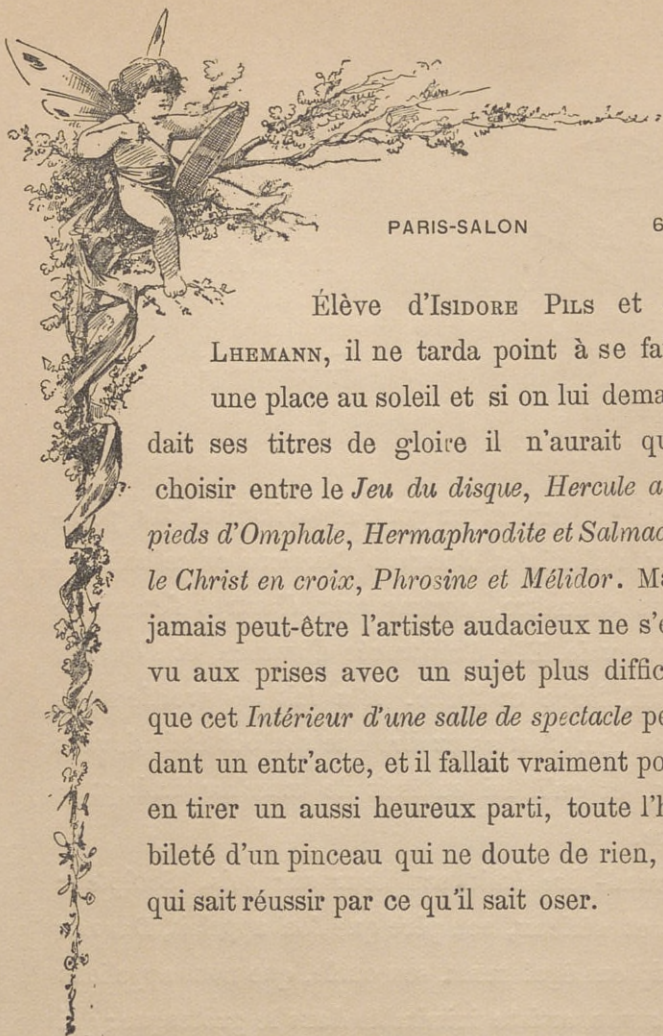 PARIS-SALON 6
Élève d'ISIDORE PILS et
LHEMANN, il ne tarda point à se fa
une place au soleil et si on lui dema
dait ses titres de gloire il n'aurait qu
choisir entre le Jeu du disque, Hercule a
pieds d'Omphale, Hermaphrodite et Salmac
le Christ en croix, Phrosine et Mélidor. Ma
jamais peut-être l'artiste audacieux ne s'e
vu aux prises avec un sujet plus diffic
que cet Intérieur d'une salle de spectacle pe
dant un entr'acte, et il fallait vraiment po
en tirer un aussi heureux parti, toute l'h
bileté d'un pinceau qui ne doute de rien,
qui sait réussir par ce qu'il sait oser.